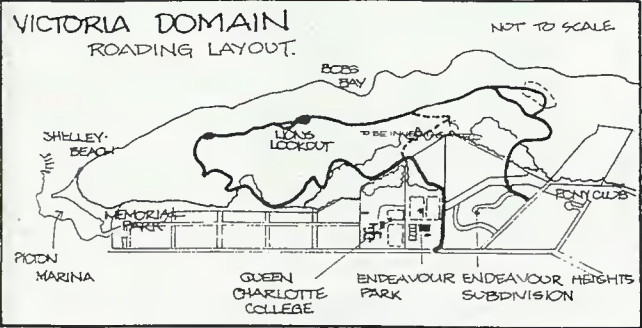 VICTORIA DOMAIN
ROADING LAYOUT.
NOT TO SCALE
BOBS
BAY
SHELLEY
BEACH
LIONS
LOOKOUT
TO BE IN
PONY CLUB
MEMORIAL
PARK
PICTON
MARINA
QUEEN
CHARLOTTE
COLLEGE
ENDEAVOUR
PARK
ENDEAVOUR
SUBDIVISION
HEIGHTS